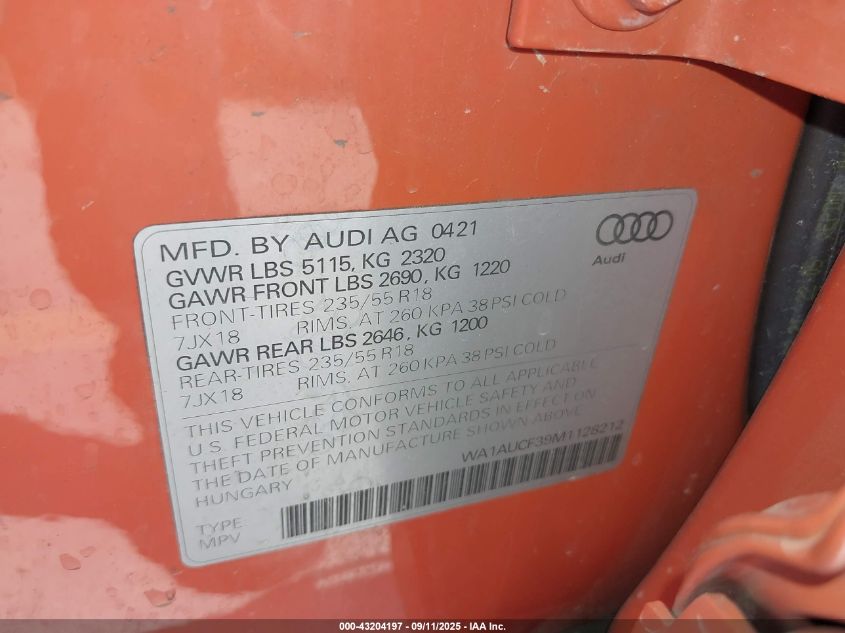 MFD. BY AUDI AG 0421
GVWR LBS 5115, KG 2320
GAWR FRONT LBS 2690, KG 1220
FRONT-TIRES 235/55 R18
7JX18 RIMS, AT 260 KPA 38 PSI COLD
GAWR REAR LBS 2646, KG 1200
REAR-TIRES 235/55 R18
7JX18 RIMS, AT 260 KPA 38 PSI COLD
THIS VEHICLE CONFORMS TO ALL APPLICABLE
U.S. FEDERAL MOTOR VEHICLE SAFETY AND
THEFT PREVENTION STANDARDS IN EFFECT ON
THE DATE OF MANUFACTURE SHOWN ABOVE
HUNGARY WA1AUCF39M1128212
TYPE
MPV
Audi
000-43204197 - 09/11/2025 - IAA Inc.